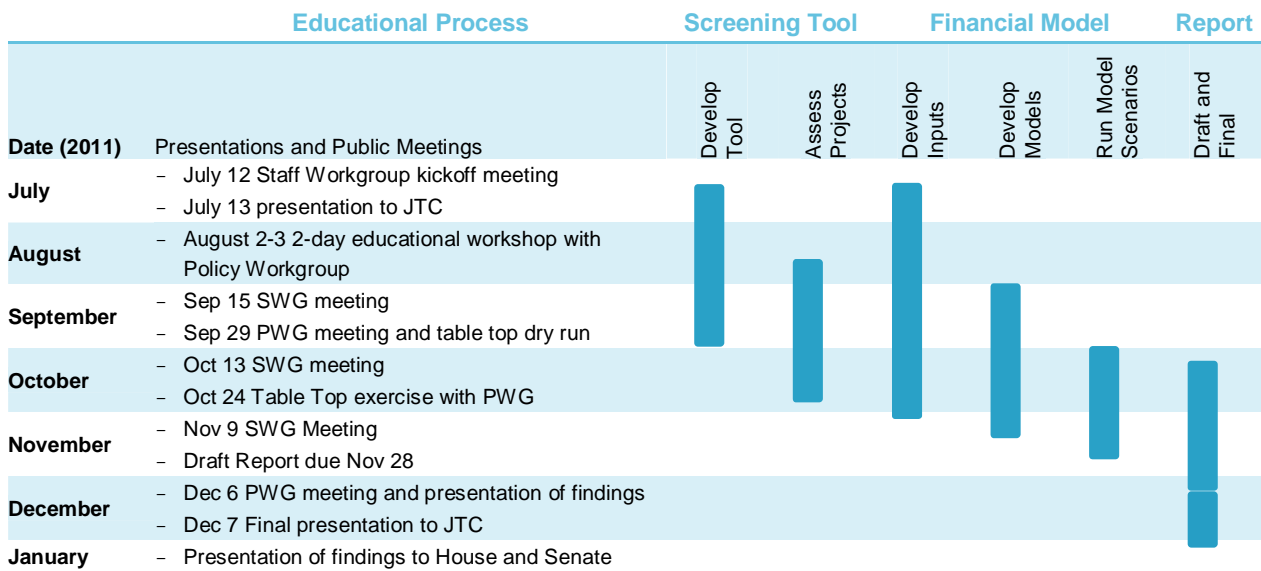 Educational Process Screening Tool Financial Model Report
Date (2011) Presentations and Public Meetings
Develop
Tool
Assess
Projects
Develop
Inputs
Develop
Models
Run Model
Scenarios
Draft and
Final
July
– July 12 Staff Workgroup kickoff meeting
– July 13 presentation to JTC
August
– August 2-3 2-day educational workshop with
Policy Workgroup
September
– Sep 15 SWG meeting
– Sep 29 PWG meeting and table top dry run
October
– Oct 13 SWG meeting
– Oct 24 Table Top exercise with PWG
November
– Nov 9 SWG Meeting
– Draft Report due Nov 28
December
– Dec 6 PWG meeting and presentation of findings
– Dec 7 Final presentation to JTC
January – Presentation of findings to House and Senate